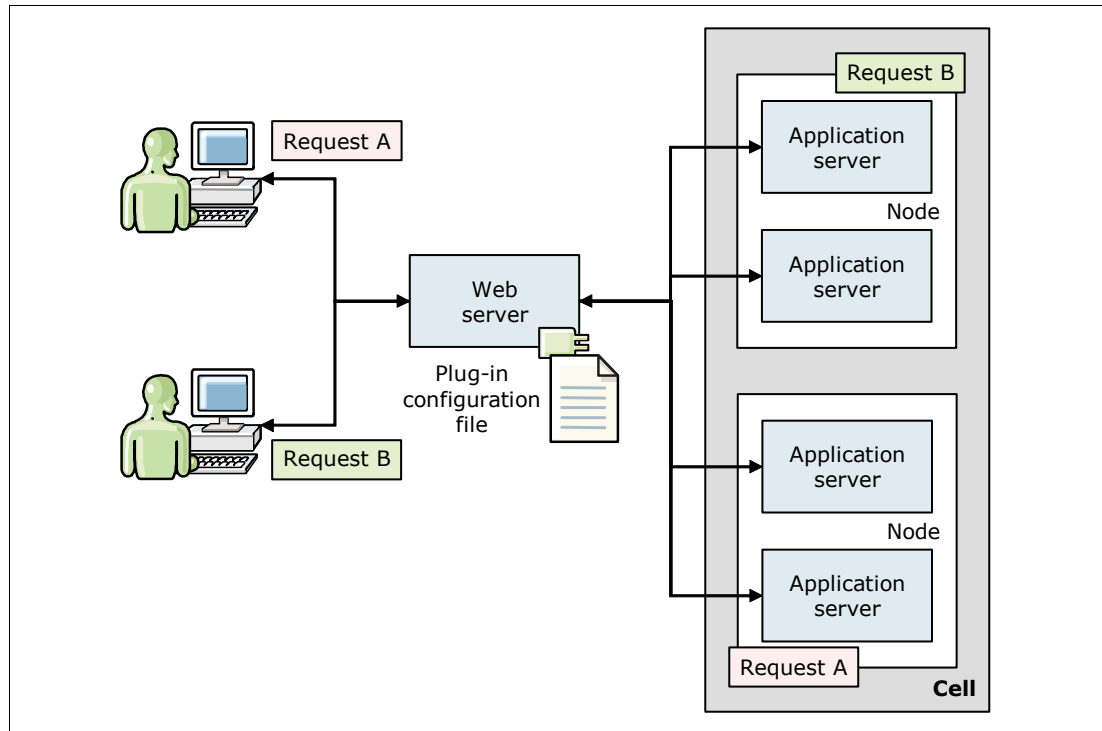 Request A
Request B
Web
server
Plug-in
configuration
file
Request B
Application
server
Node
Application
server
Application
server
Node
Application
server
Request A
Cell